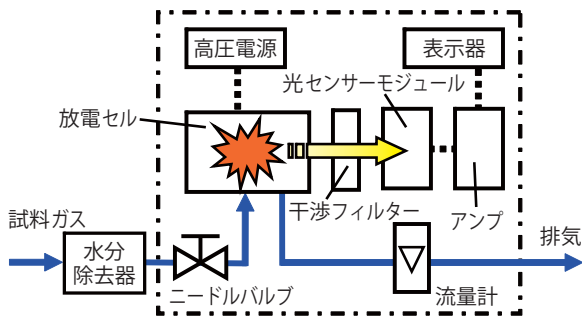 高圧電源
表示器
光センサーモジュール
放電セル
干渉フィルター
アンプ
試料ガス
水分
除去器
ニードルバルブ
流量計
排気